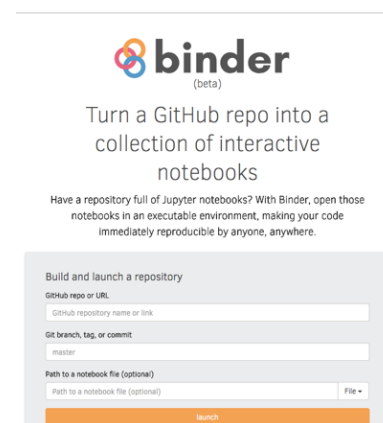 binder
(beta)
Turn a GitHub repo into a
collection of interactive
notebooks
Have a repository full of Jupyter notebooks? With Binder, open those
notebooks in an executable environment, making your code
immediately reproducible by anyone, anywhere.
Build and launch a repository
GitHub repo or URL
GitHub repository name or link
Git branch, tag, or commit
master
Path to a notebook file (optional)
Path to a notebook file (optional) File
launch